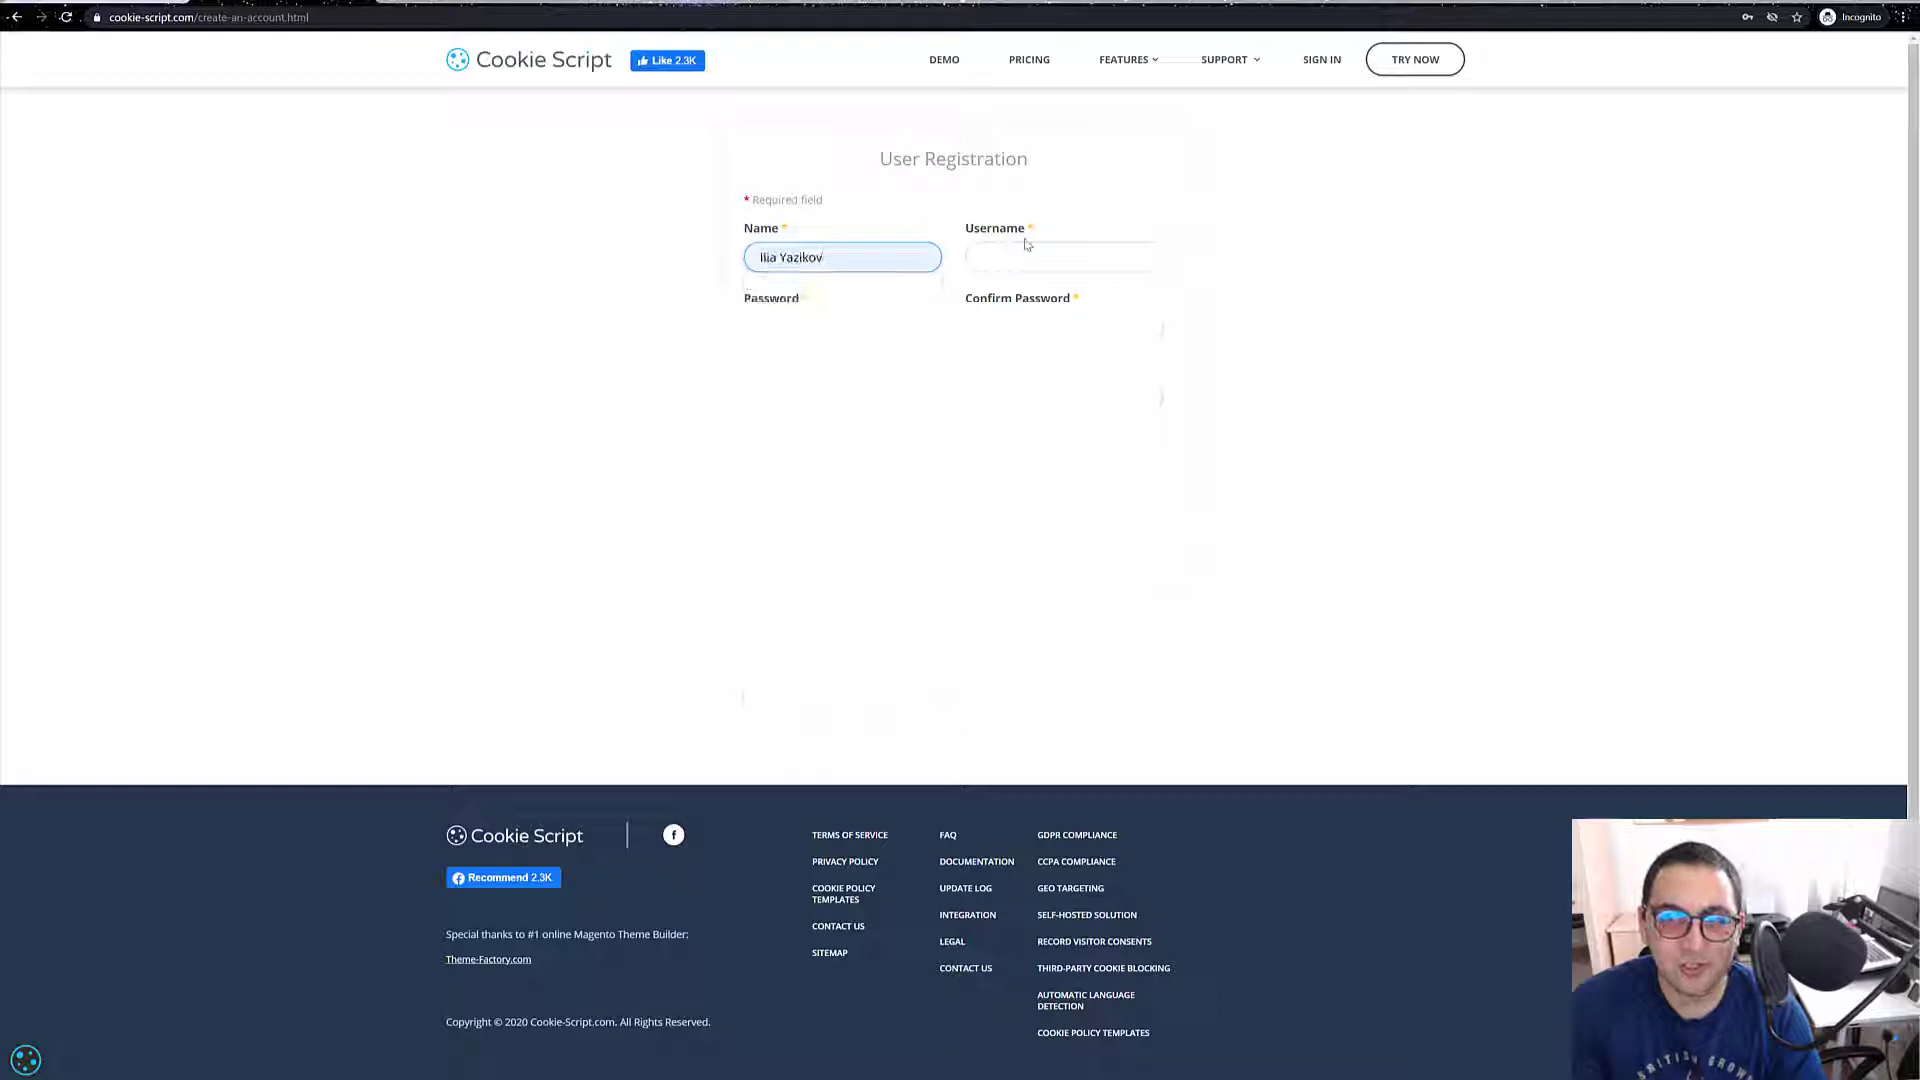 cookie-script.com/create-an-account.html
Incognito
Cookie Script
Like 2.3K
DEMO
PRICING
FEATURES
SUPPORT
SIGN IN
TRY NOW
User Registration
* Required field
Name *
Username *
Ilia Yazikov
Password
Confirm Password *
Cookie Script
Recommend 2.3K
Special thanks to #1 online Magento Theme Builder:
Theme-Factory.com
Copyright © 2020 Cookie-Script.com. All Rights Reserved.
TERMS OF SERVICE
PRIVACY POLICY
COOKIE POLICY
TEMPLATES
CONTACT US
SITEMAP
FAQ
DOCUMENTATION
UPDATE LOG
INTEGRATION
LEGAL
CONTACT US
GDPR COMPLIANCE
CCPA COMPLIANCE
GEO TARGETING
SELF-HOSTED SOLUTION
RECORD VISITOR CONSENTS
THIRD-PARTY COOKIE BLOCKING
AUTOMATIC LANGUAGE
DETECTION
COOKIE POLICY TEMPLATES